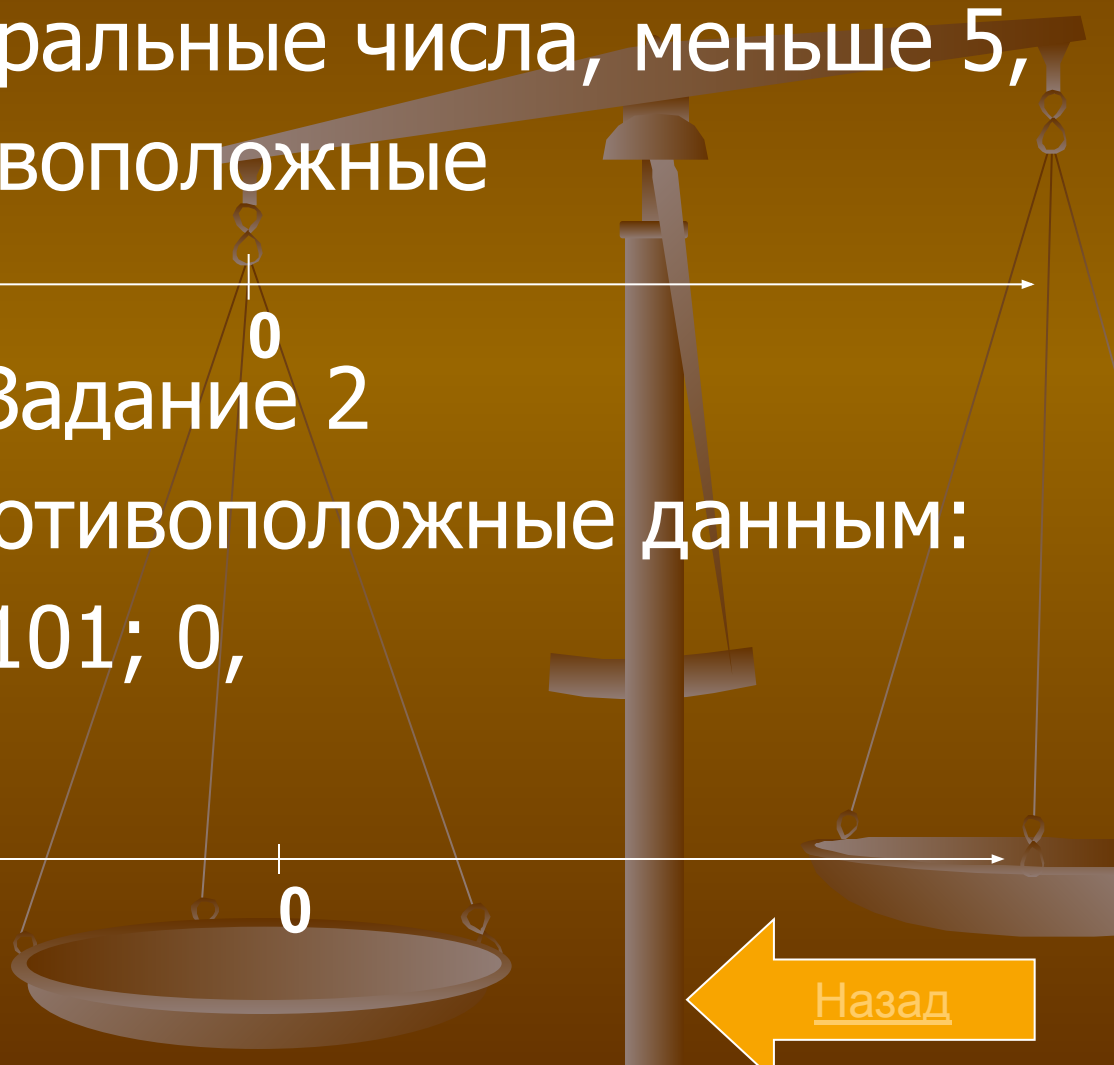 ральные числа, меньше 5,
воположные
0
Задание 2
отивоположные данным:
101; 0,
0
Назад